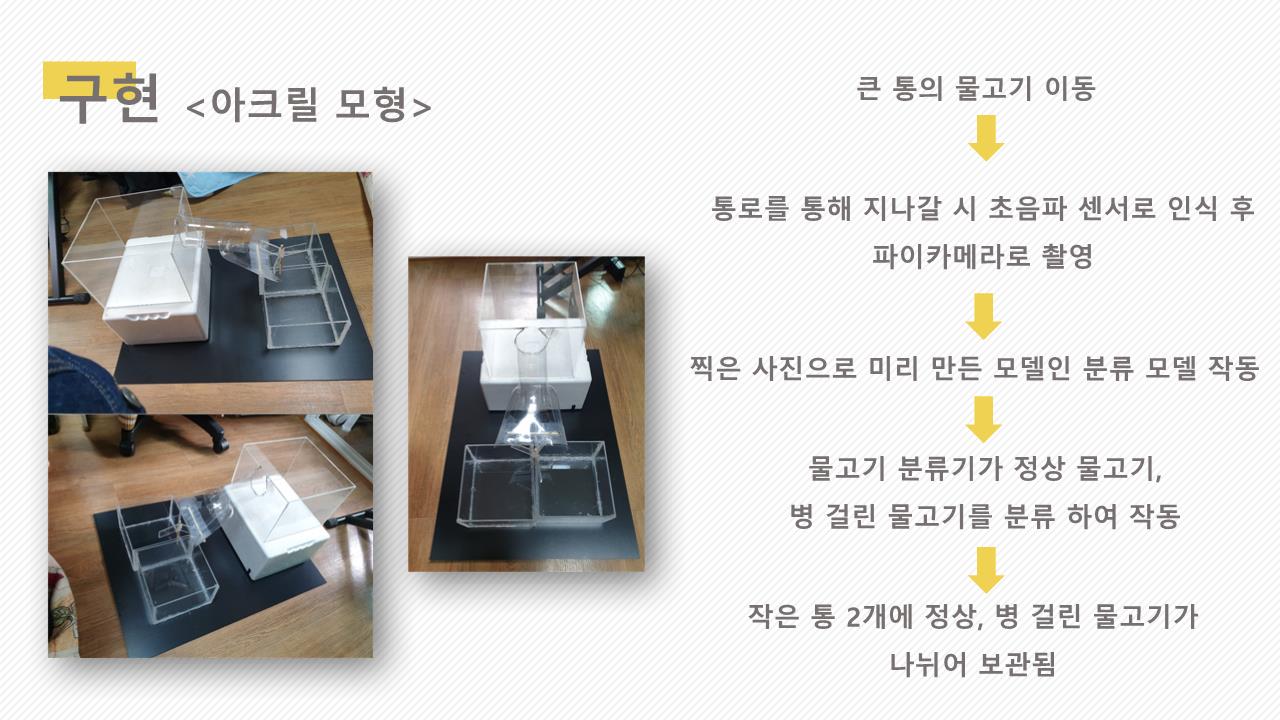 구현 <아크릴 모형>
큰 통의 물고기 이동
통로를 통해 지나갈 시 초음파 센서로 인식 후
파이카메라로 촬영
찍은 사진으로 미리 만든 모델인 분류 모델 작동
물고기 분류기가 정상 물고기,
병 걸린 물고기를 분류 하여 작동
작은 통 2개에 정상, 병 걸린 물고기가
나뉘어 보관됨